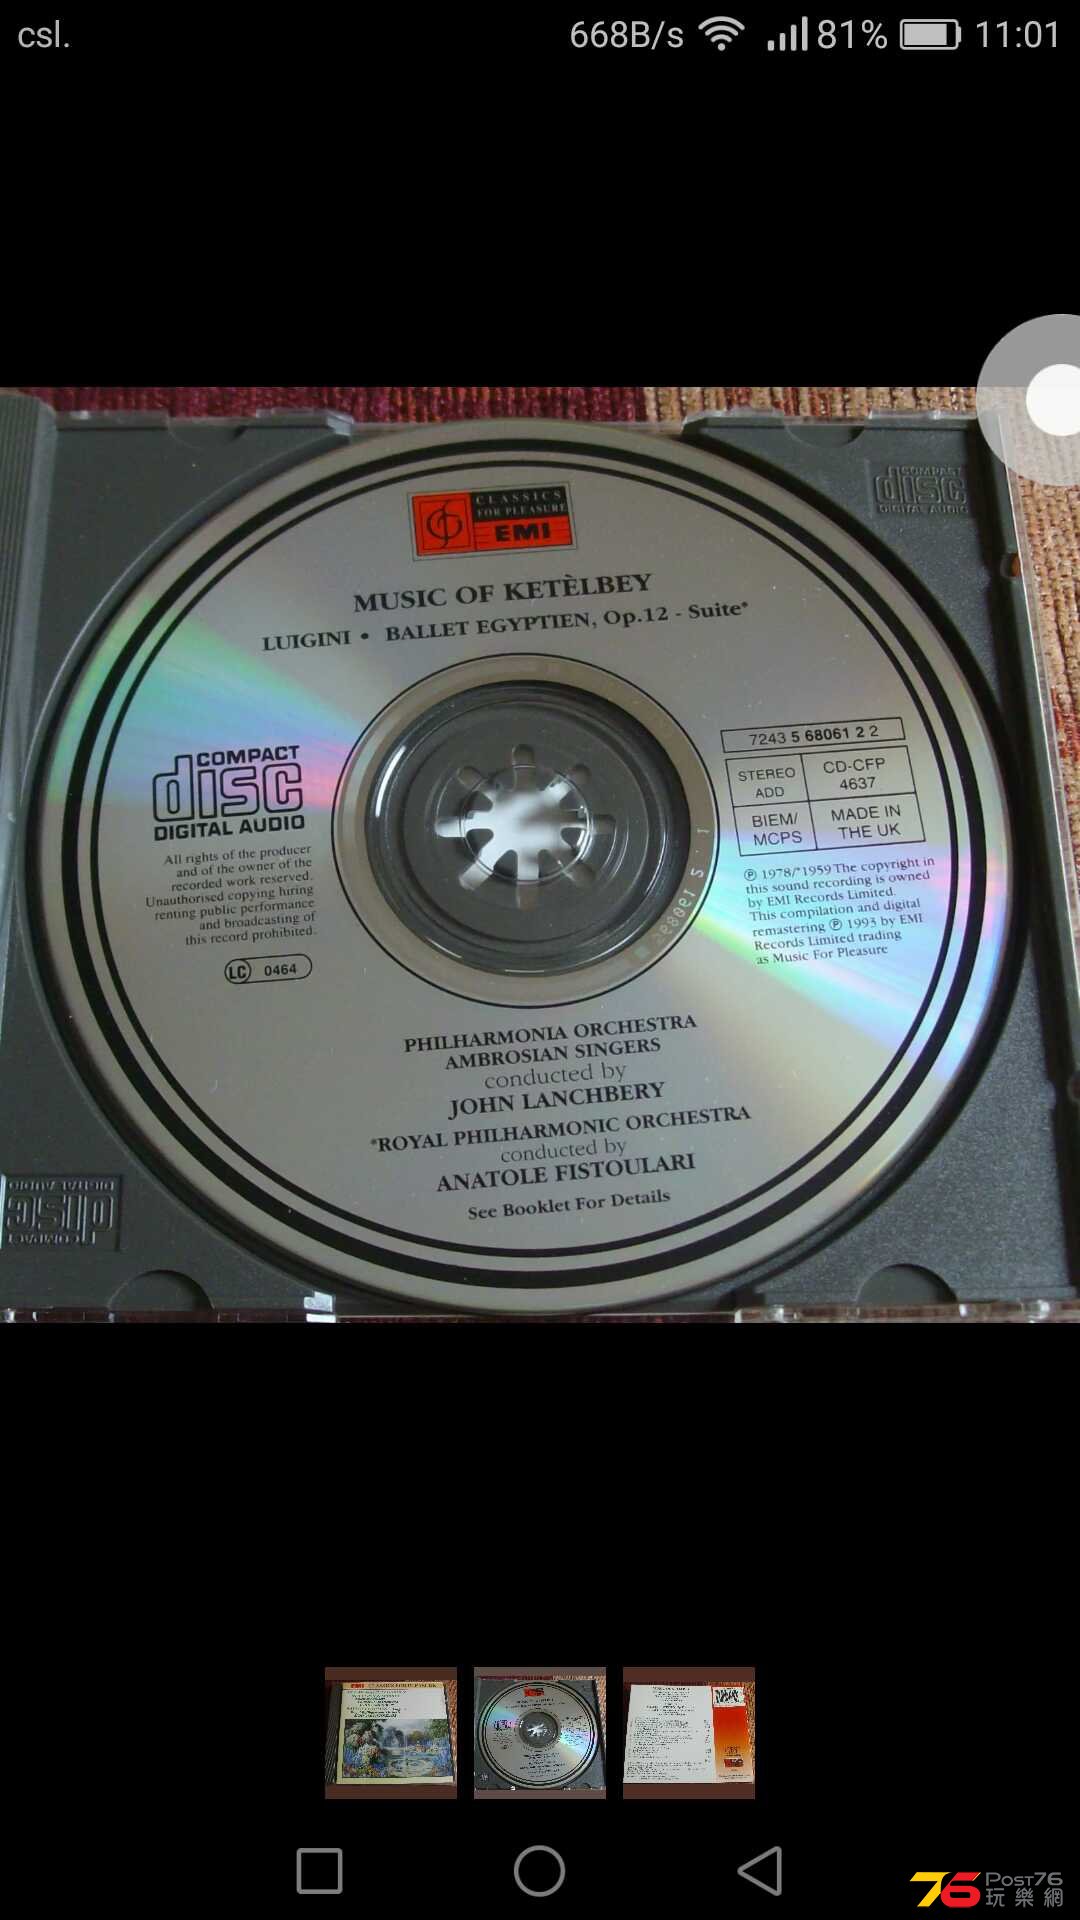 csl.
668B/s
81%
11:01
COMPACT
disc
DIGITAL AUDIO
CLASSICS
FOR PLEASURE
EMI
MUSIC OF KETÈLBEY
LUIGINI • BALLET EGYPTIEN, Op.12 - Suite*
COMPACT
disc
DIGITAL AUDIO
7243 5 68061 2 2
STEREO
ADD
CD-CFP
4637
BIEM/
MCPS
MADE IN
THE UK
All rights of the producer
and of the owner of the
recorded work reserved.
Unauthorised copying hiring
renting public performance
and broadcasting of
this record prohibited.
LC 0464
℗ 1978/*1959 The copyright in
this sound recording is owned
by EMI Records Limited.
This compilation and digital
remastering ℗ 1993 by EMI
Records Limited trading
as Music For Pleasure
PHILHARMONIA ORCHESTRA
AMBROSIAN SINGERS
conducted by
JOHN LANCHBERY
*ROYAL PHILHARMONIC ORCHESTRA
conducted by
ANATOLE FISTOULARI
See Booklet For Details
COMPACT
disc
DIGITAL AUDIO
76 Post76
玩樂網